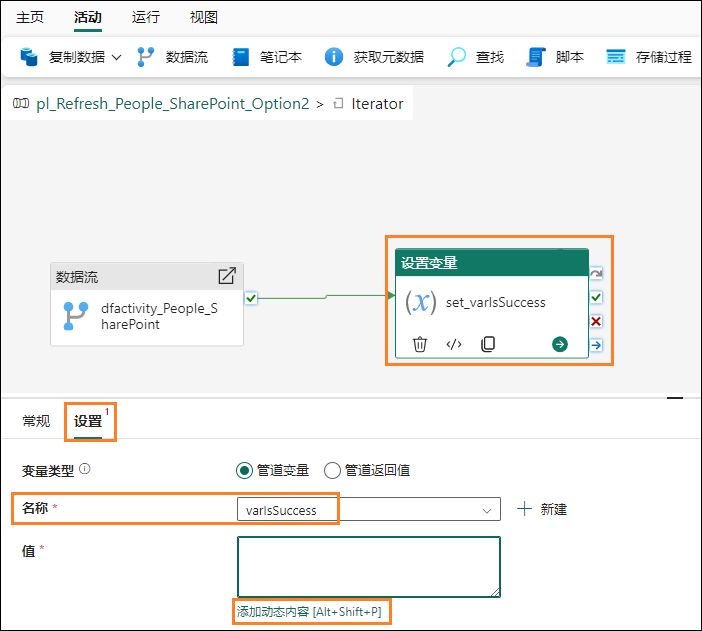 主页 活动 运行 视图
复制数据 数据流 笔记本 获取元数据 查找 脚本 存储过程
pl_Refresh_People_SharePoint_Option2 > Iterator
设置变量
(x) set_varIsSuccess
数据流
dfactivity_People_S
harePoint
常规 设置 1
变量类型 管道变量 管道返回值
名称 * varIsSuccess 新建
值 *
添加动态内容 [Alt+Shift+P]